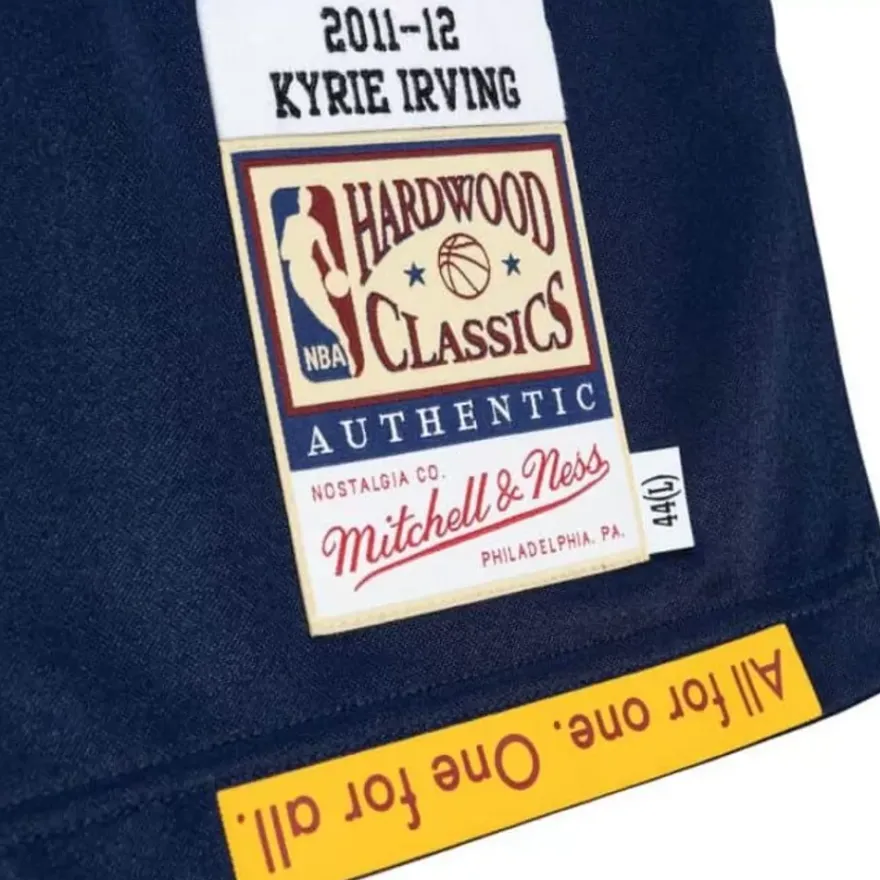 2011-12
KYRIE IRVING
HARDWOOD
CLASSICS
NBA
AUTHENTIC
NOSTALGIA CO.
Mitchell & Ness
PHILADELPHIA, PA.
44(L)
All for one. One for all.